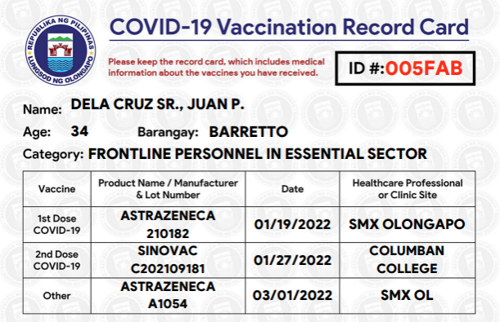 REPUBLIKA NG PILIPINAS
LUNGSOD NG OLONGAPO
COVID-19 Vaccination Record Card
Please keep the record card, which includes medical
information about the vaccines you have received.
ID #:005FAB
Name: DELA CRUZ SR., JUAN P.
Age: 34 Barangay: BARRETTO
Category: FRONTLINE PERSONNEL IN ESSENTIAL SECTOR
Vaccine
Product Name / Manufacturer
& Lot Number
Date
Healthcare Professional
or Clinic Site
1st Dose
COVID-19
ASTRAZENECA
210182
01/19/2022
SMX OLONGAPO
2nd Dose
COVID-19
SINOVAC
C202109181
01/27/2022
COLUMBAN
COLLEGE
Other
ASTRAZENECA
A1054
03/01/2022
SMX OL